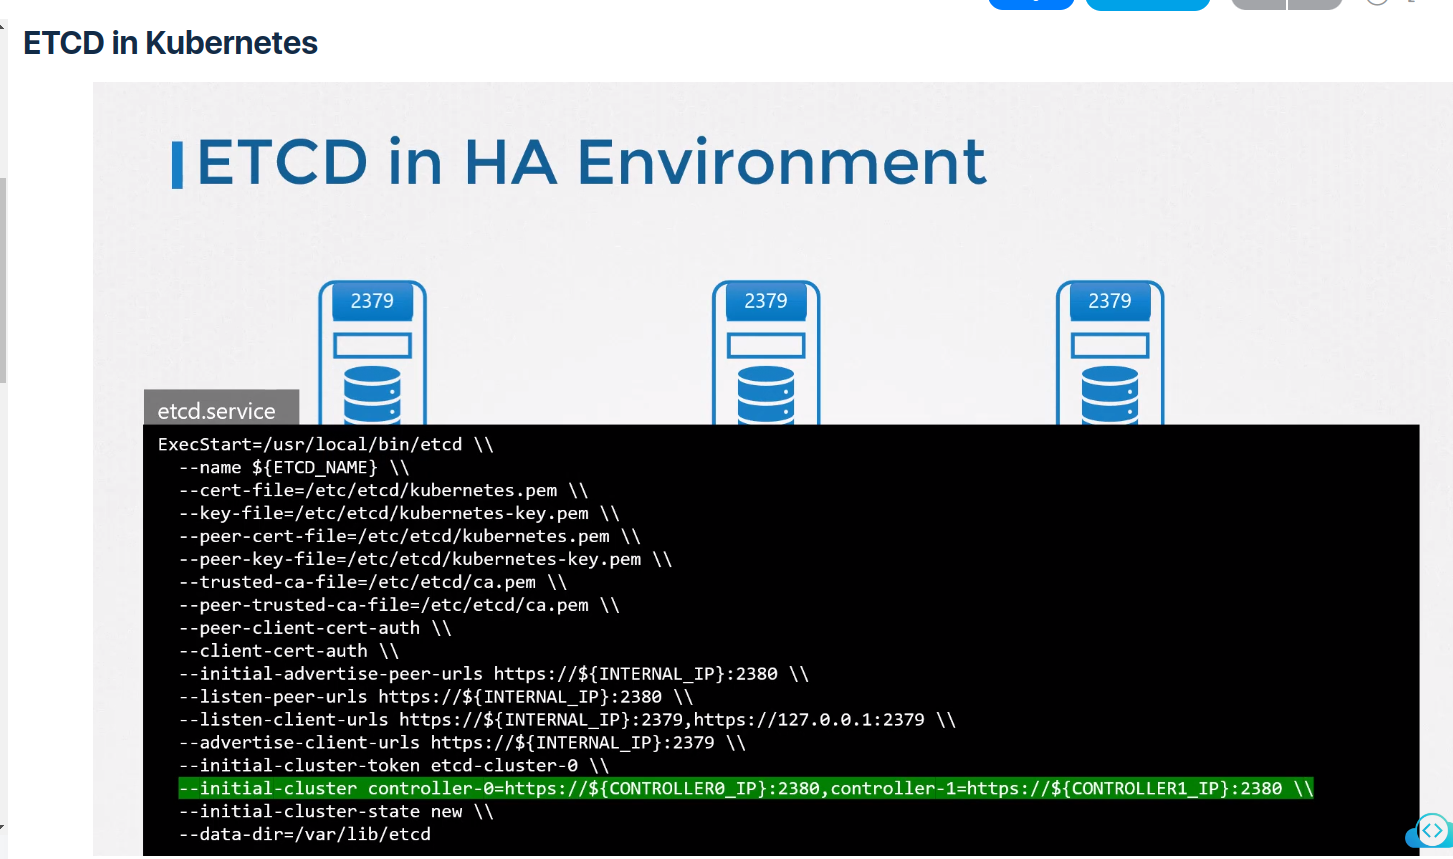 ETCD in Kubernetes
ETCD in HA Environment
2379
2379
2379
etcd.service
ExecStart=/usr/local/bin/etcd \\
--name ${ETCD_NAME} \\
--cert-file=/etc/etcd/kubernetes.pem \\
--key-file=/etc/etcd/kubernetes-key.pem \\
--peer-cert-file=/etc/etcd/kubernetes.pem \\
--peer-key-file=/etc/etcd/kubernetes-key.pem \\
--trusted-ca-file=/etc/etcd/ca.pem \\
--peer-trusted-ca-file=/etc/etcd/ca.pem \\
--peer-client-cert-auth \\
--client-cert-auth \\
--initial-advertise-peer-urls https://${INTERNAL_IP}:2380 \\
--listen-peer-urls https://${INTERNAL_IP}:2380 \\
--listen-client-urls https://${INTERNAL_IP}:2379,https://127.0.0.1:2379 \\
--advertise-client-urls https://${INTERNAL_IP}:2379 \\
--initial-cluster-token etcd-cluster-0 \\
--initial-cluster controller-0=https://${CONTROLLER0_IP}:2380,controller-1=https://${CONTROLLER1_IP}:2380 \\
--initial-cluster-state new \\
--data-dir=/var/lib/etcd